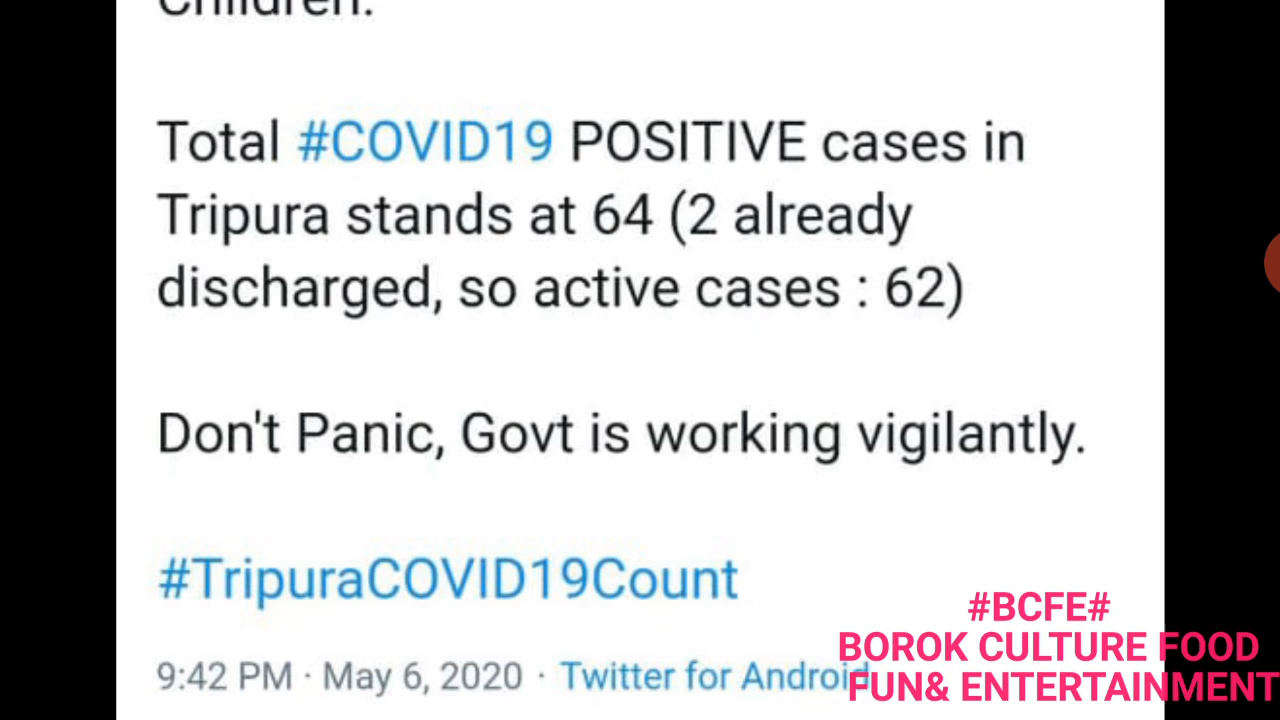 Children.
Total #COVID19 POSITIVE cases in
Tripura stands at 64 (2 already
discharged, so active cases : 62)
Don't Panic, Govt is working vigilantly.
#TripuraCOVID19Count
9:42 PM · May 6, 2020 · Twitter for Android
#BCFE#
BOROK CULTURE FOOD
FUN& ENTERTAINMENT